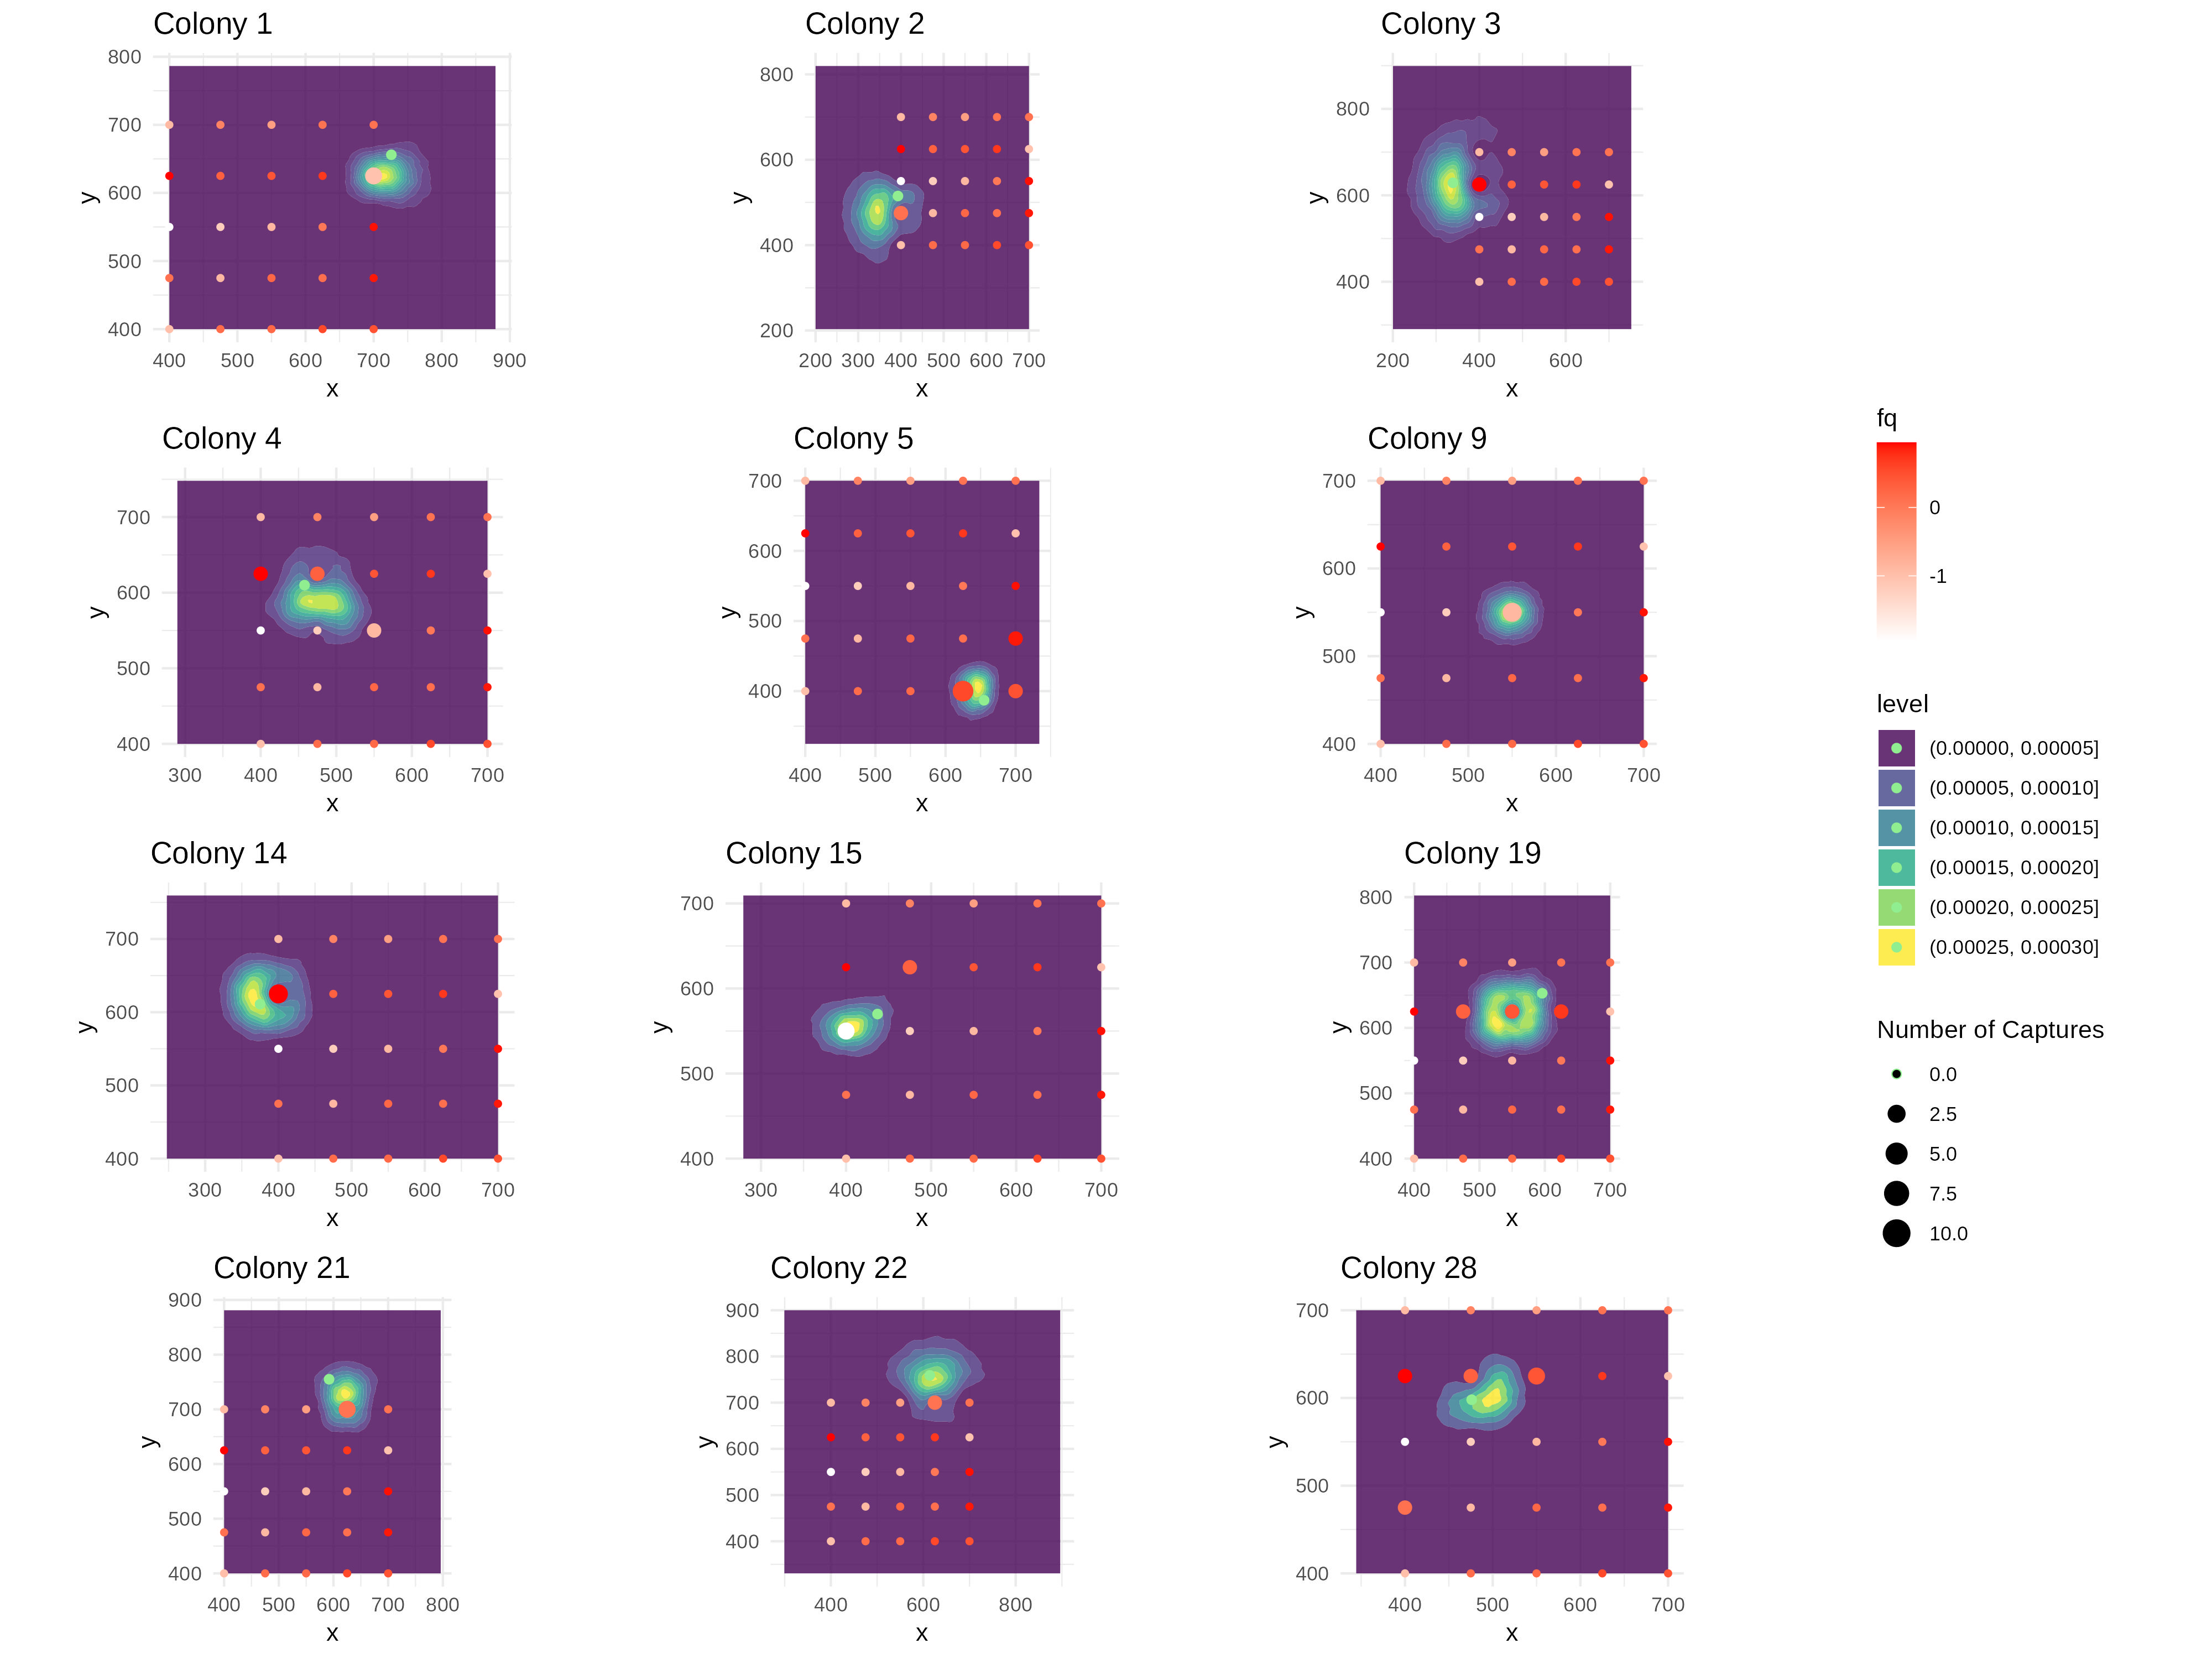 Colony 1
800
700
600
500
400
400 500 600 700 800 900
x
y
Colony 2
800
600
400
200
200 300 400 500 600 700
x
y
Colony 3
800
600
400
200 400 600
x
y
Colony 4
700
600
500
400
300 400 500 600 700
x
y
Colony 5
700
600
500
400
400 500 600 700
x
y
Colony 9
700
600
500
400
400 500 600 700
x
y
Colony 14
700
600
500
400
300 400 500 600 700
x
y
Colony 15
700
600
500
400
300 400 500 600 700
x
y
Colony 19
800
700
600
500
400
400 500 600 700
x
y
Colony 21
900
800
700
600
500
400
400 500 600 700 800
x
y
Colony 22
900
800
700
600
500
400
400 600 800
x
y
Colony 28
700
600
500
400
400 500 600 700
x
y
fq
0
-1
level
(0.00000, 0.00005]
(0.00005, 0.00010]
(0.00010, 0.00015]
(0.00015, 0.00020]
(0.00020, 0.00025]
(0.00025, 0.00030]
Number of Captures
0.0
2.5
5.0
7.5
10.0